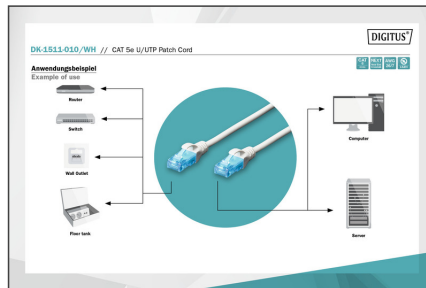 DIGITUS®
DK-1511-010/WH // CAT 5e U/UTP Patch Cord
Anwendungsbeispiel
Example of use
Router
Switch
Wall Outlet
Floor tank
Computer
Server